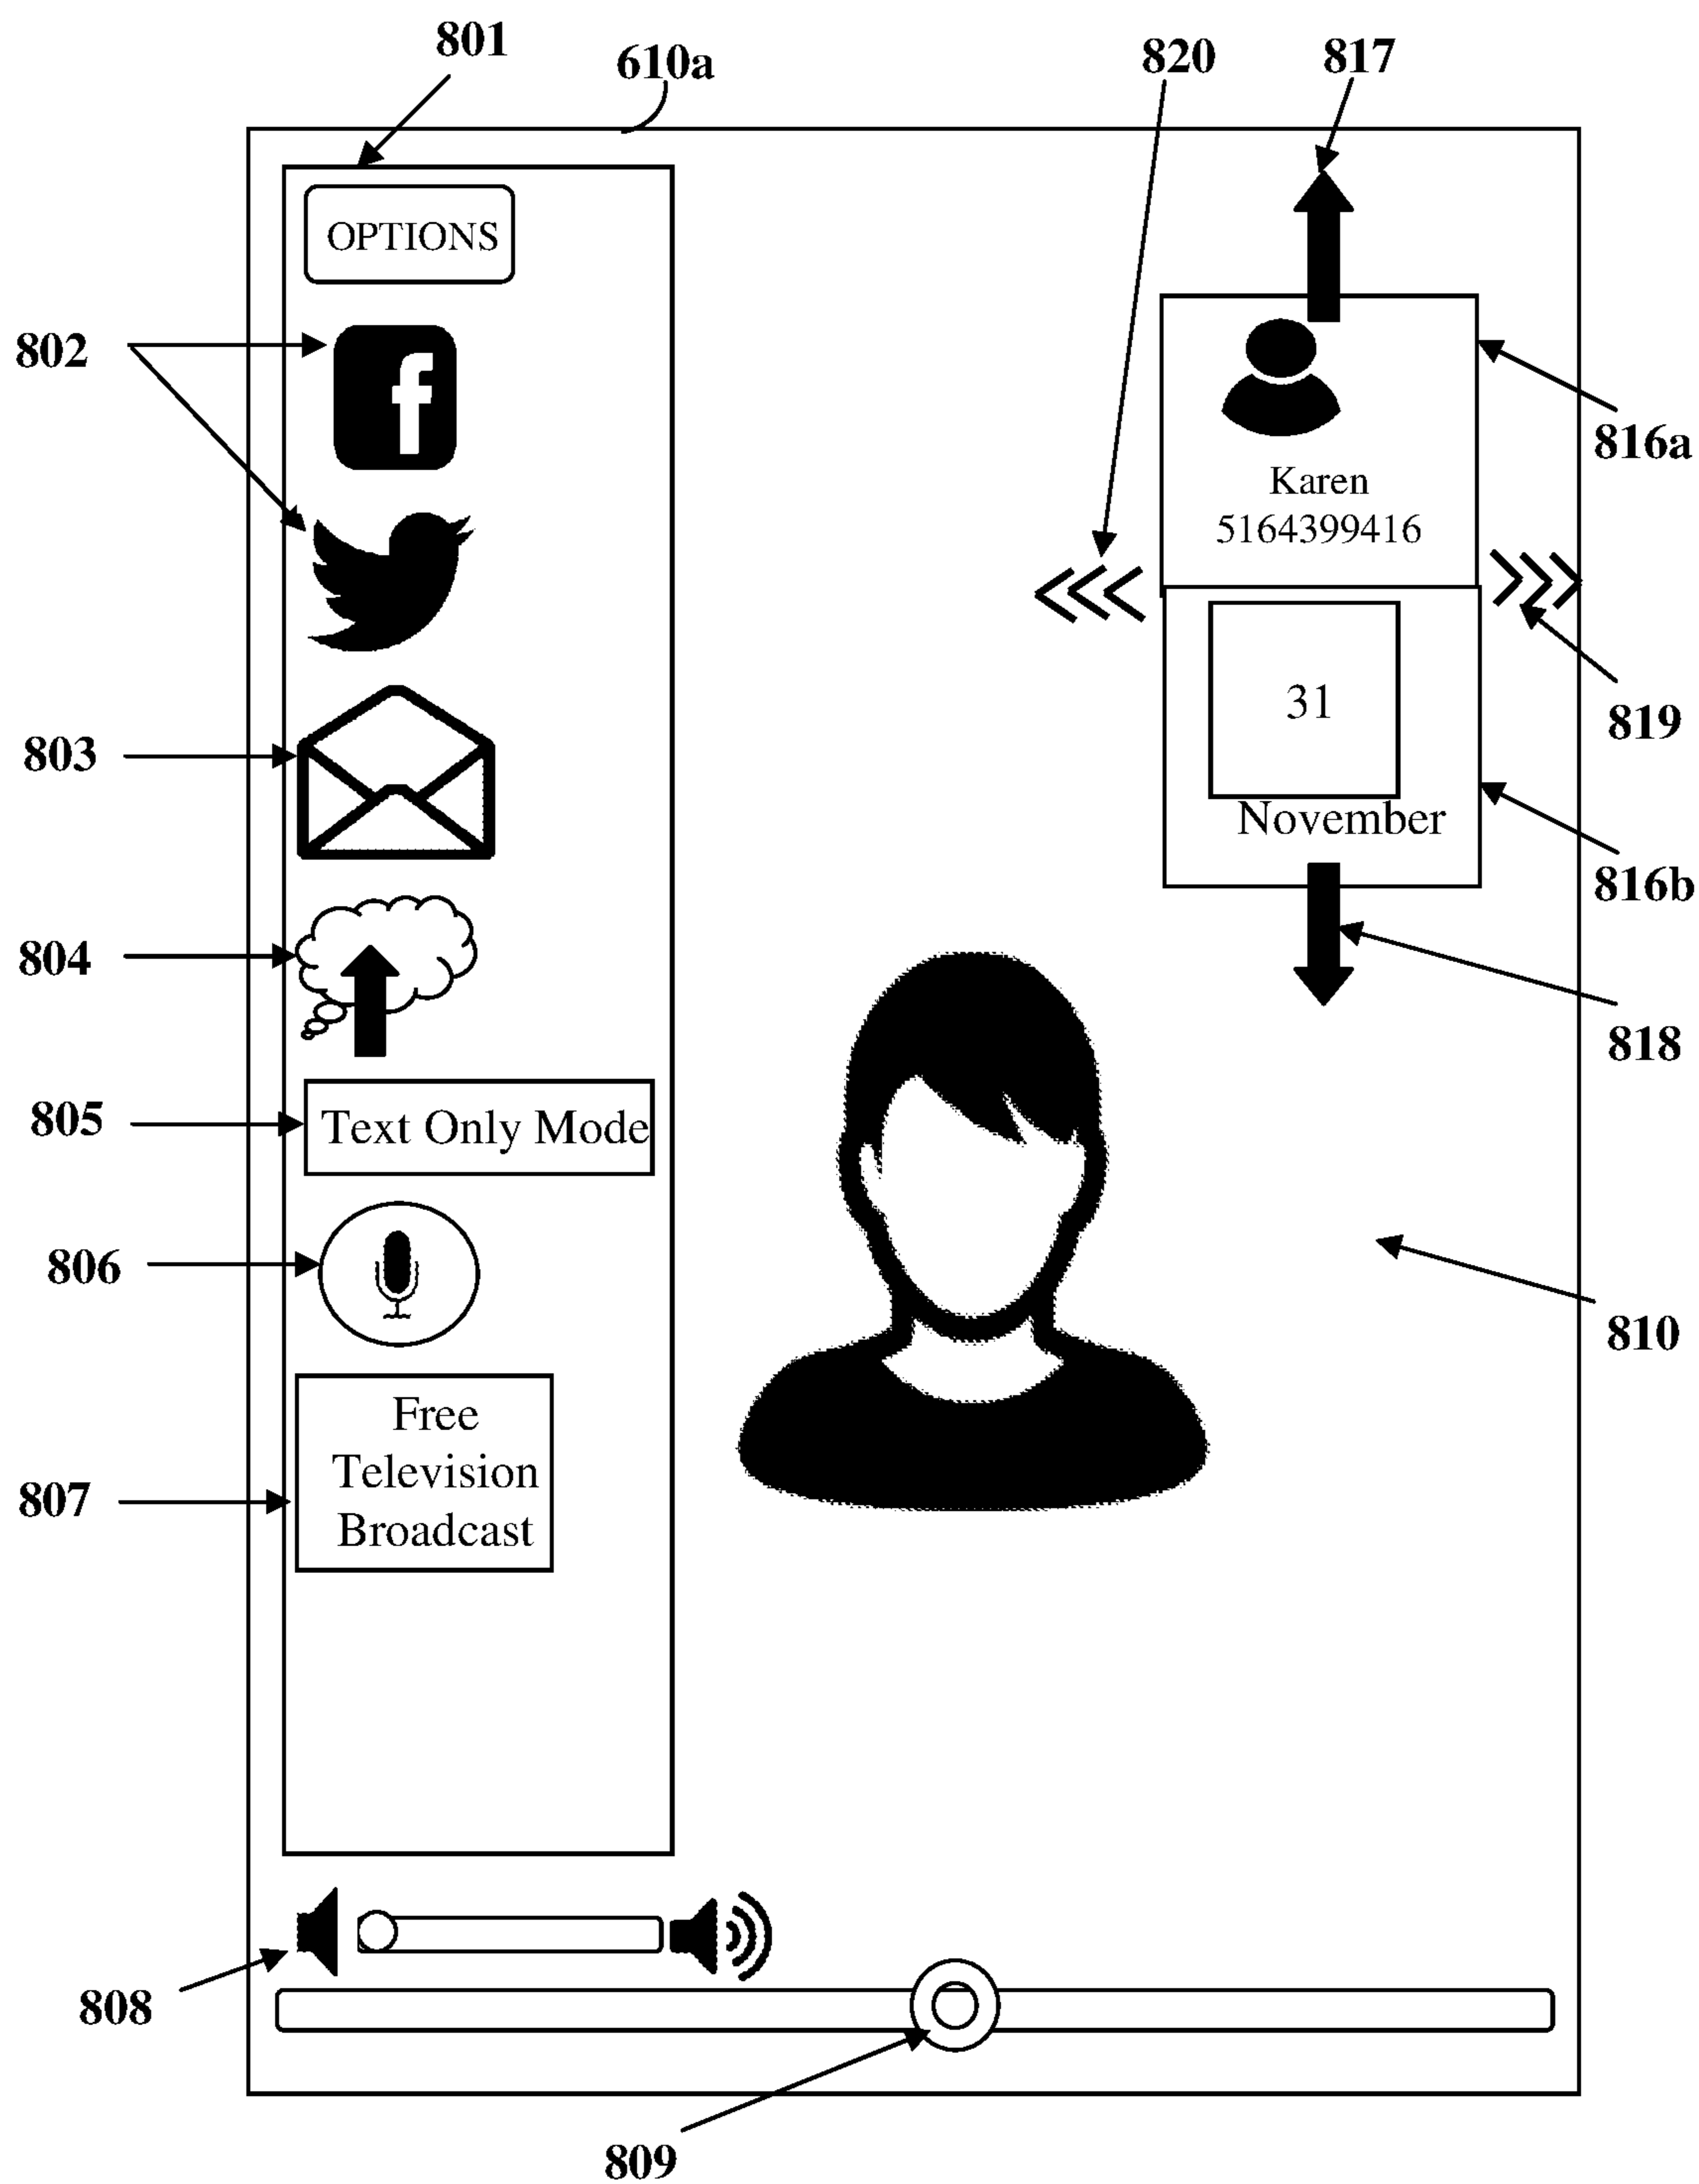 801
610a
820
817
OPTIONS
802
f
816a
Karen
5164399416
819
31
803
November
816b
804
818
805
Text Only Mode
806
810
Free
Television
Broadcast
807
808
809